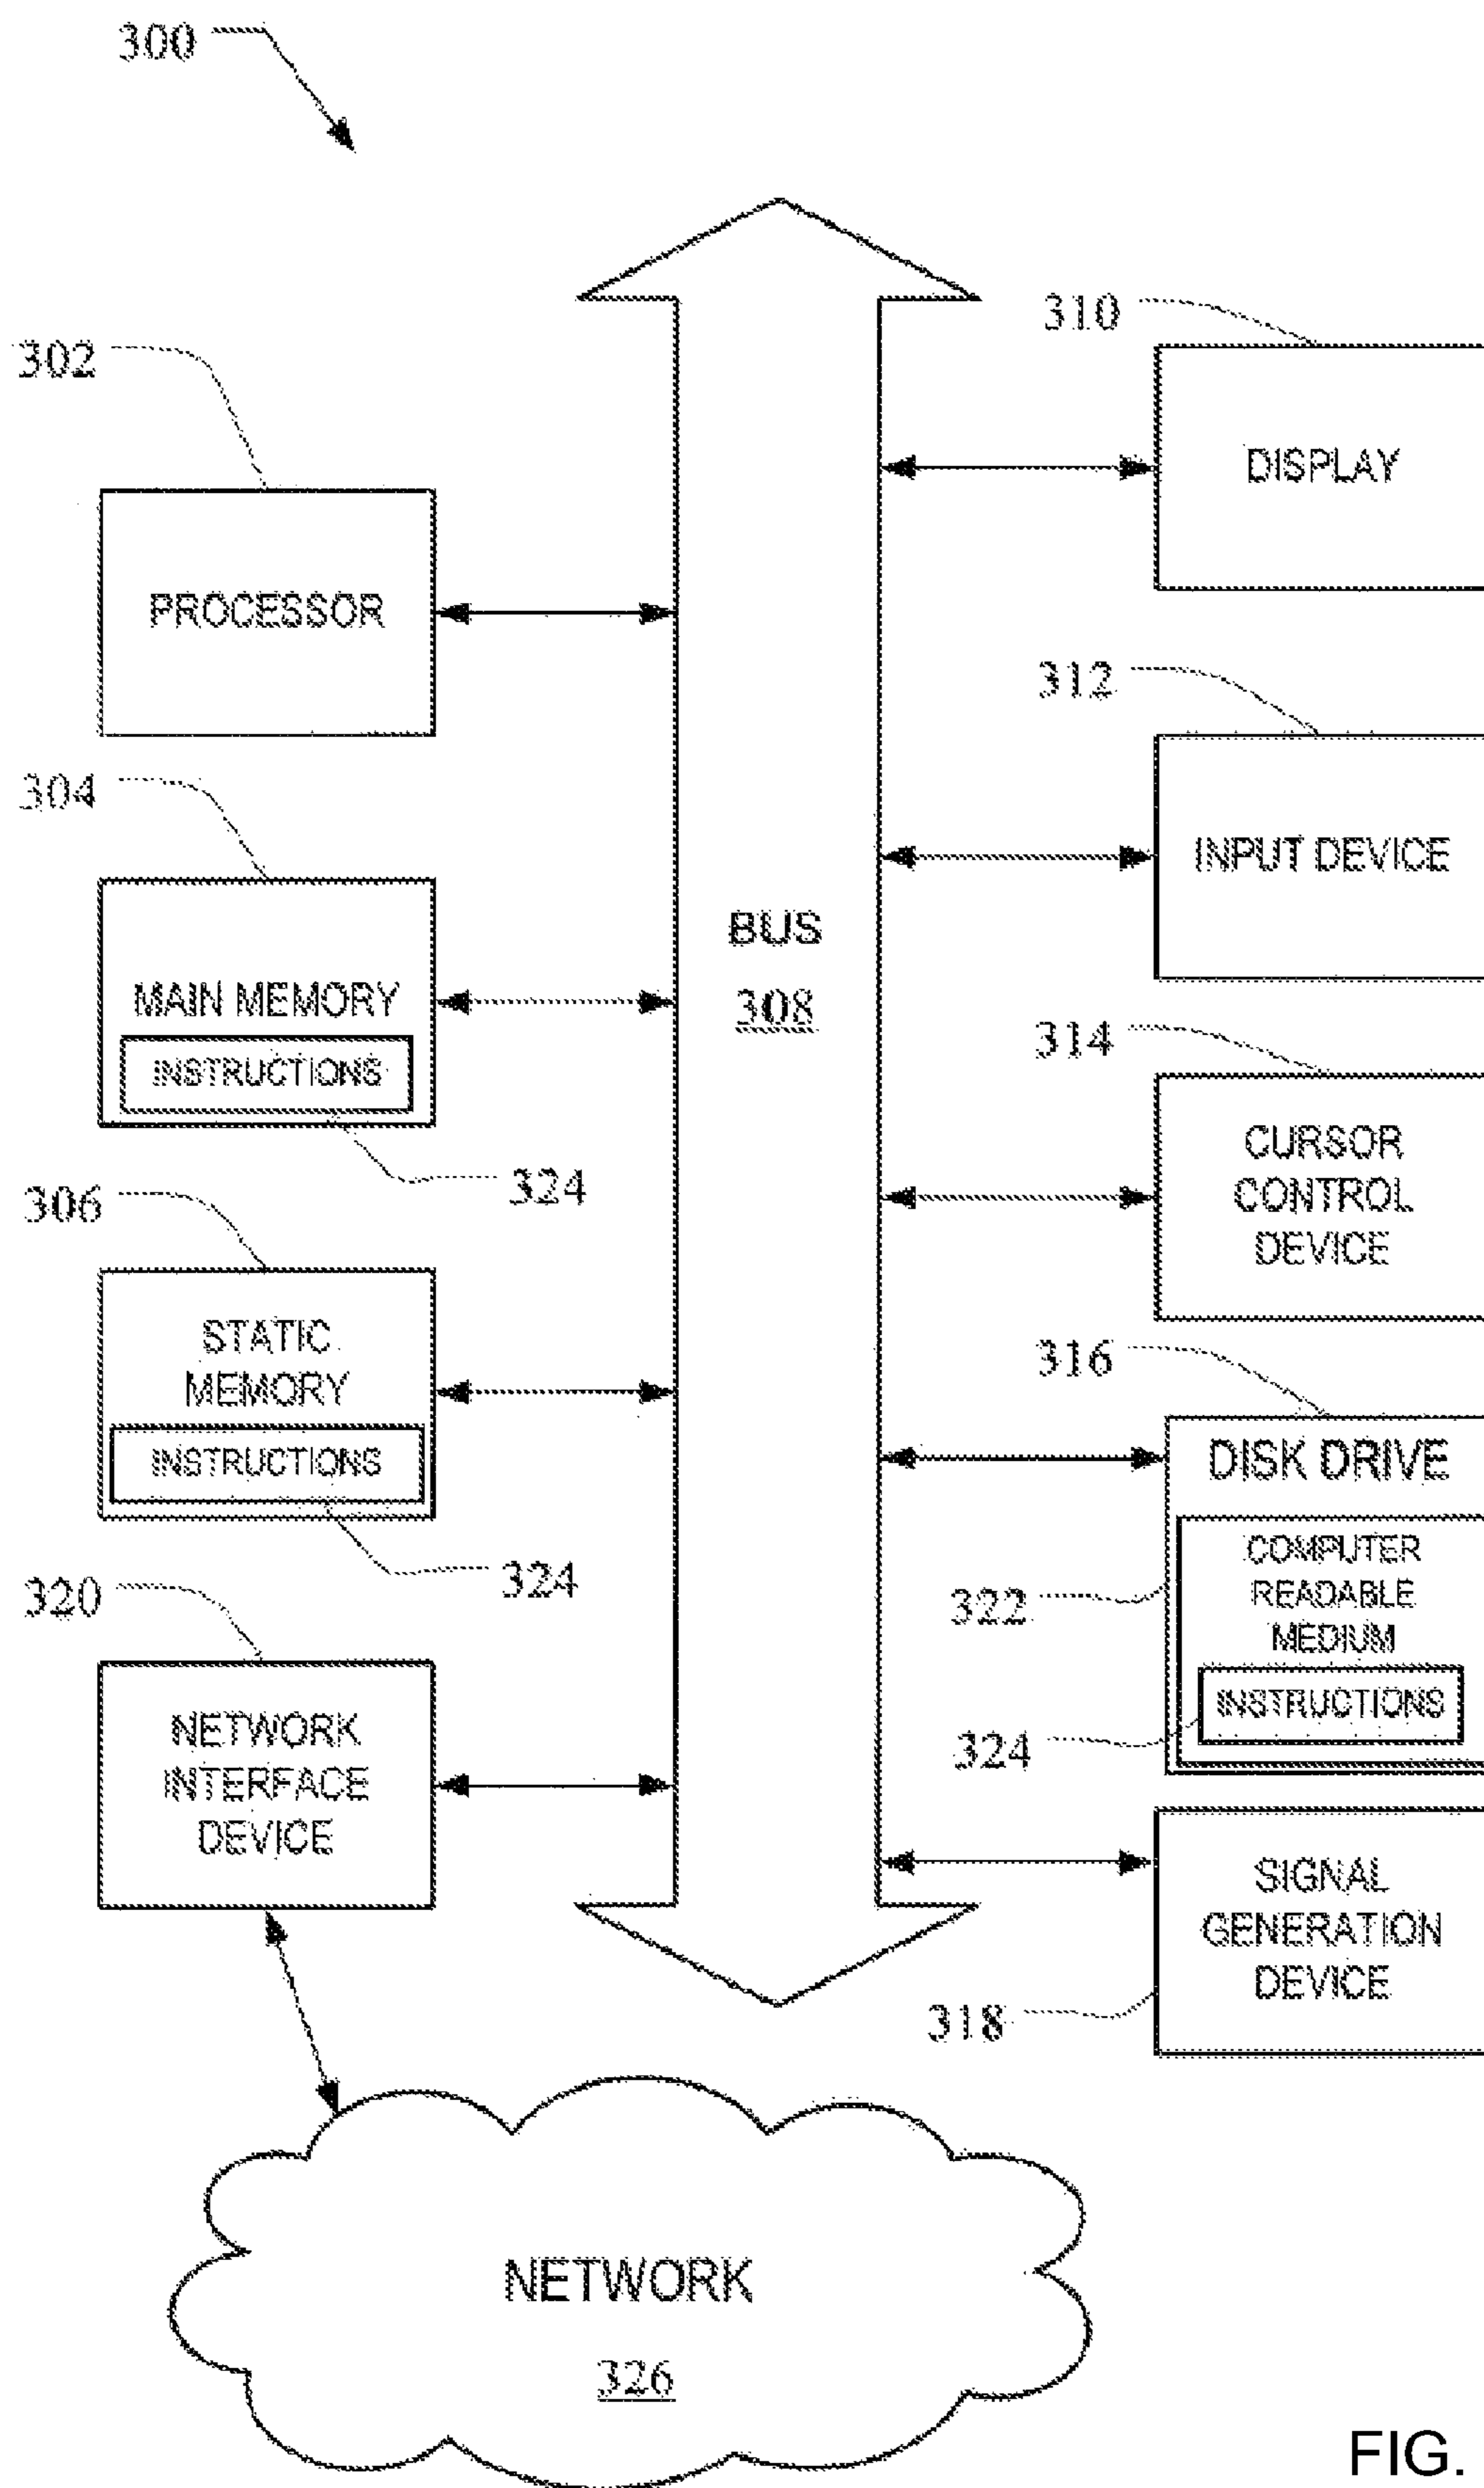 300
310
302
DISPLAY
PROCESSOR
312
304
INPUT DEVICE
BUS
308
MAIN MEMORY
INSTRUCTIONS
314
324
CURSOR
CONTROL
DEVICE
306
STATIC
MEMORY
INSTRUCTIONS
316
DISK DRIVE
324
COMPUTER
READABLE
MEDIUM
322
INSTRUCTIONS
324
320
NETWORK
INTERFACE
DEVICE
SIGNAL
GENERATION
DEVICE
318
NETWORK
326
FIG.